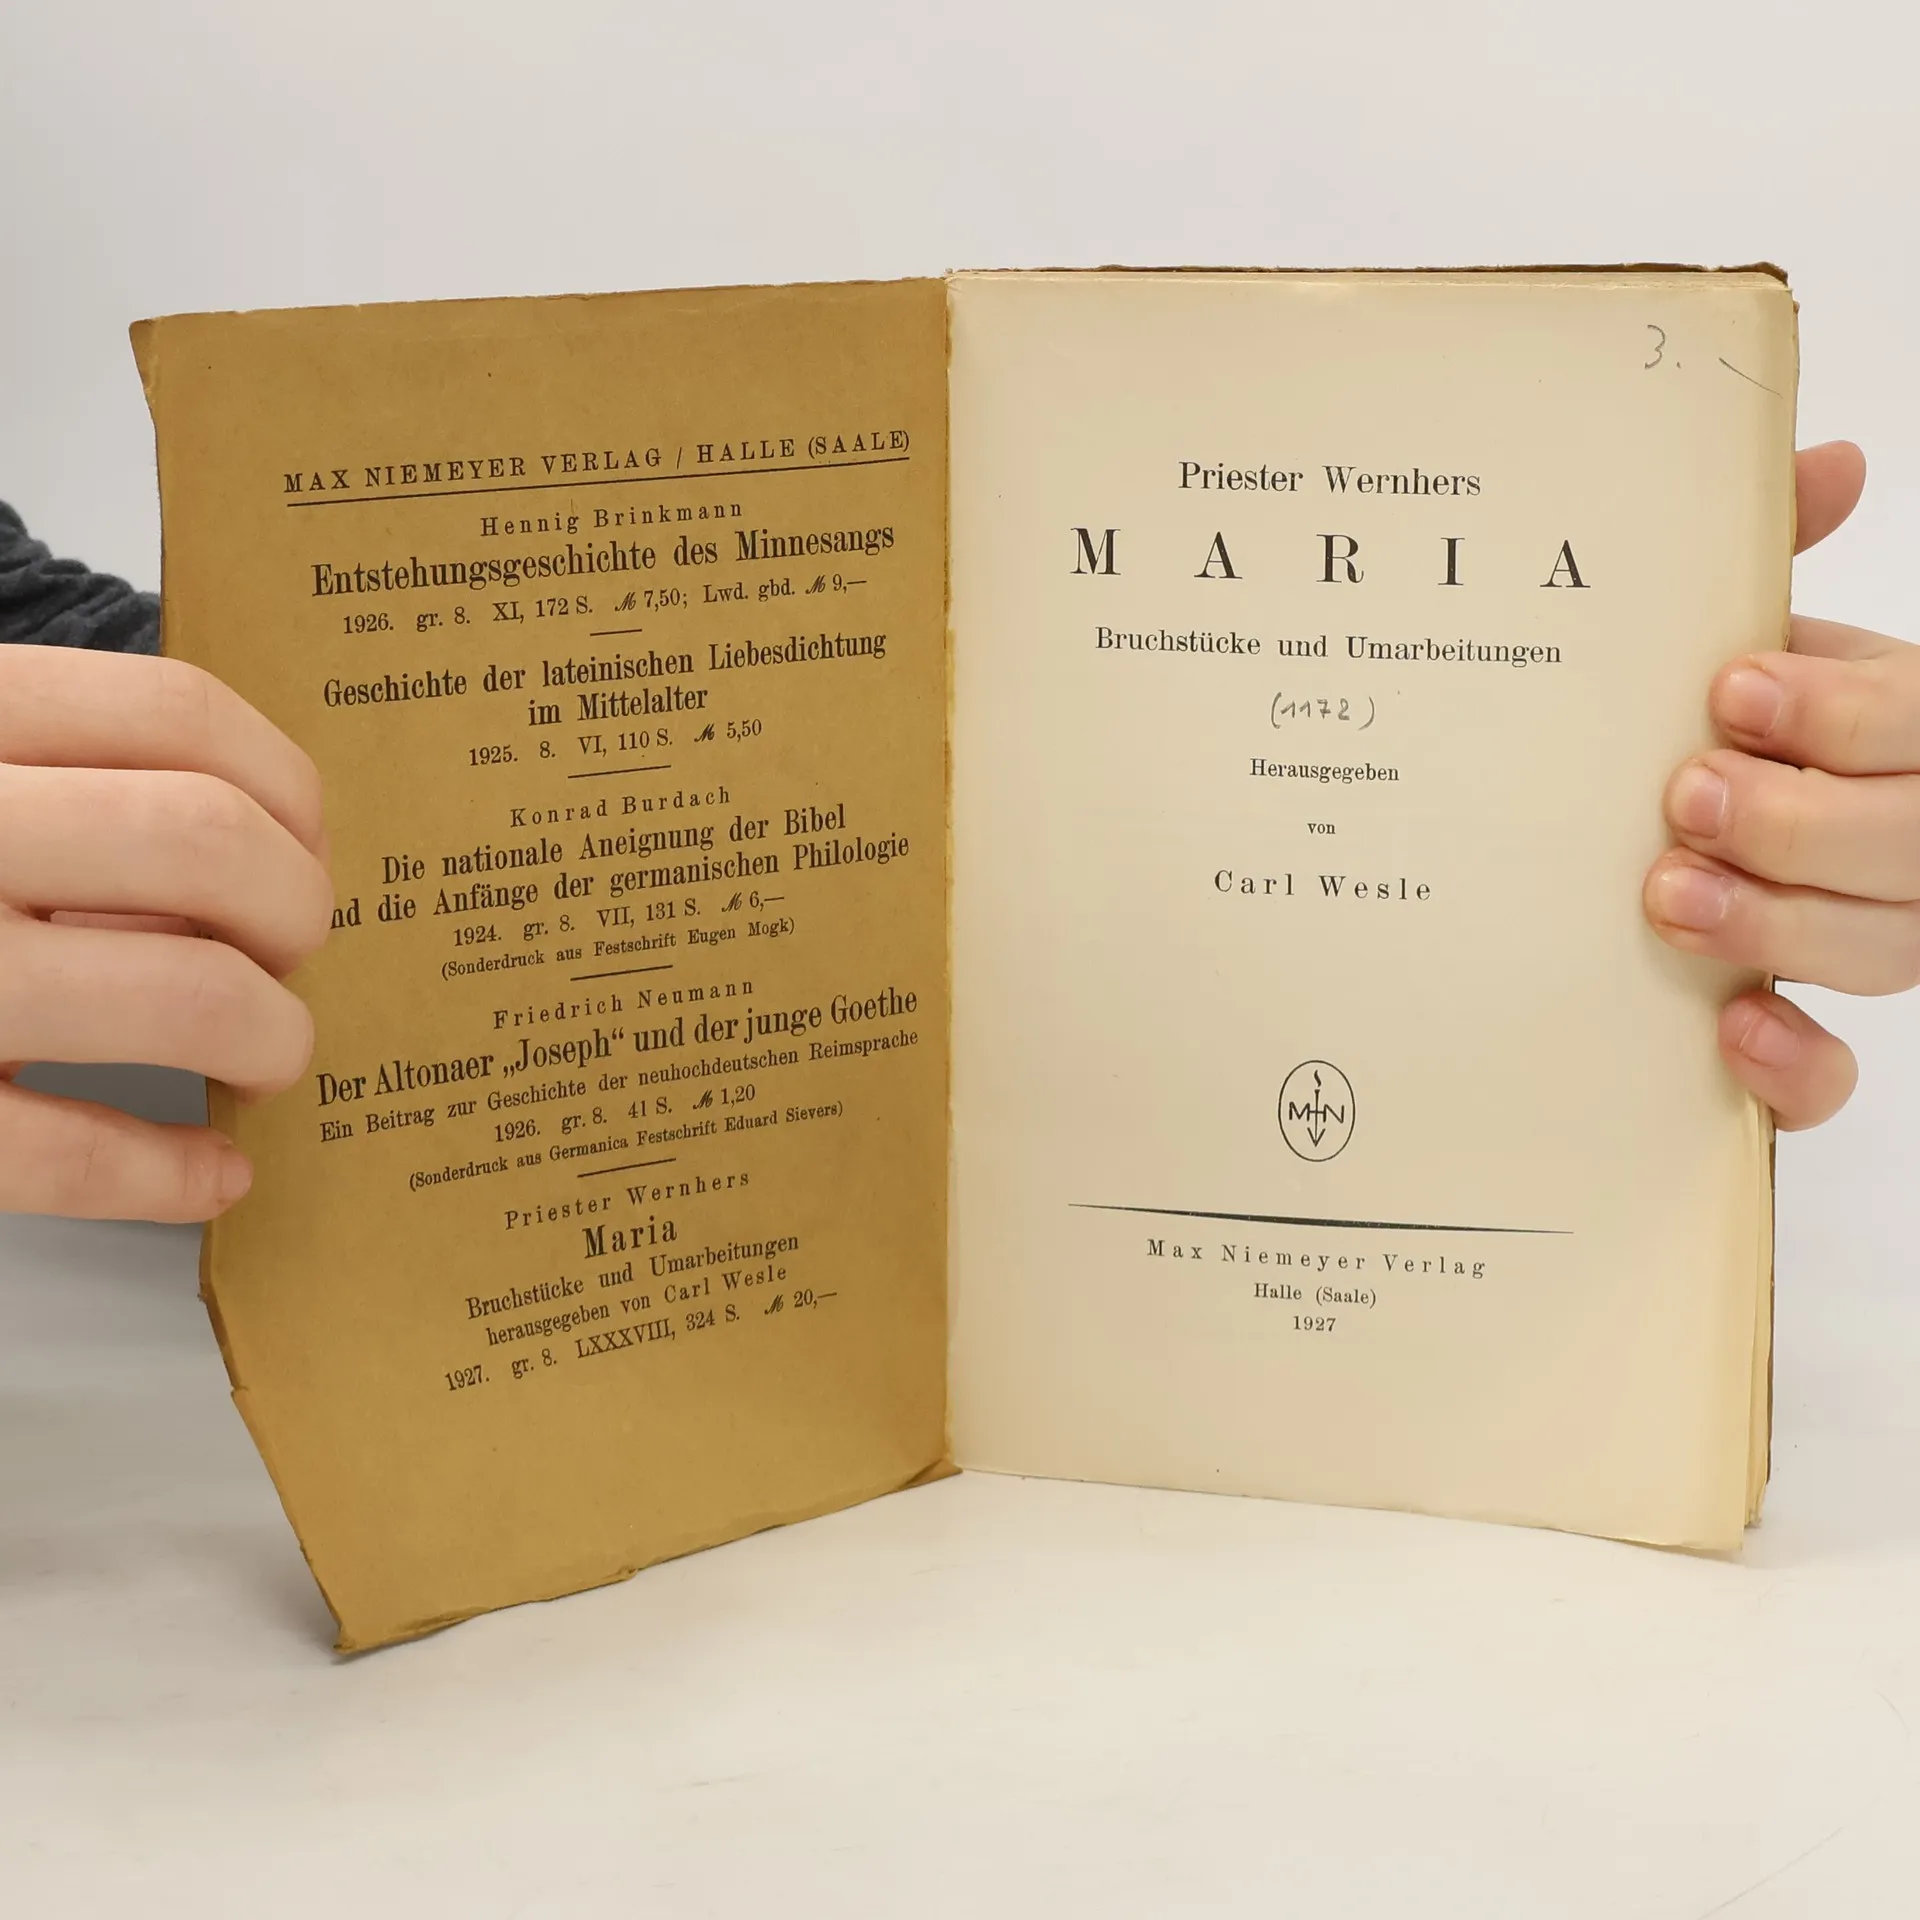 MAX NIEMEYER VERLAG / HALLE (SAALE)
Hennig Brinkmann
Entstehungsgeschichte des Minnesangs
1926. gr. 8. XI, 172 S. ℳ 7,50; Lwd. gbd. ℳ 9,—
Geschichte der lateinischen Liebesdichtung
im Mittelalter
1925. 8. VI, 110 S. ℳ 5,50
Konrad Burdach
Die nationale Aneignung der Bibel
nd die Anfänge der germanischen Philologie
1924. gr. 8. VII, 131 S. ℳ 6,—
(Sonderdruck aus Festschrift Eugen Mogk)
Friedrich Neumann
Der Altonaer „Joseph“ und der junge Goethe
Ein Beitrag zur Geschichte der neuhochdeutschen Reimsprache
1926. gr. 8. 41 S. ℳ 1,20
(Sonderdruck aus Germanica Festschrift Eduard Sievers)
Priester Wernhers
Maria
Bruchstücke und Umarbeitungen
herausgegeben von Carl Wesle
1927. gr. 8. LXXXVIII, 324 S. ℳ 20,—
3.
Priester Wernhers
MARIA
Bruchstücke und Umarbeitungen
(1172)
Herausgegeben
von
Carl Wesle
MN
Max Niemeyer Verlag
Halle (Saale)
1927